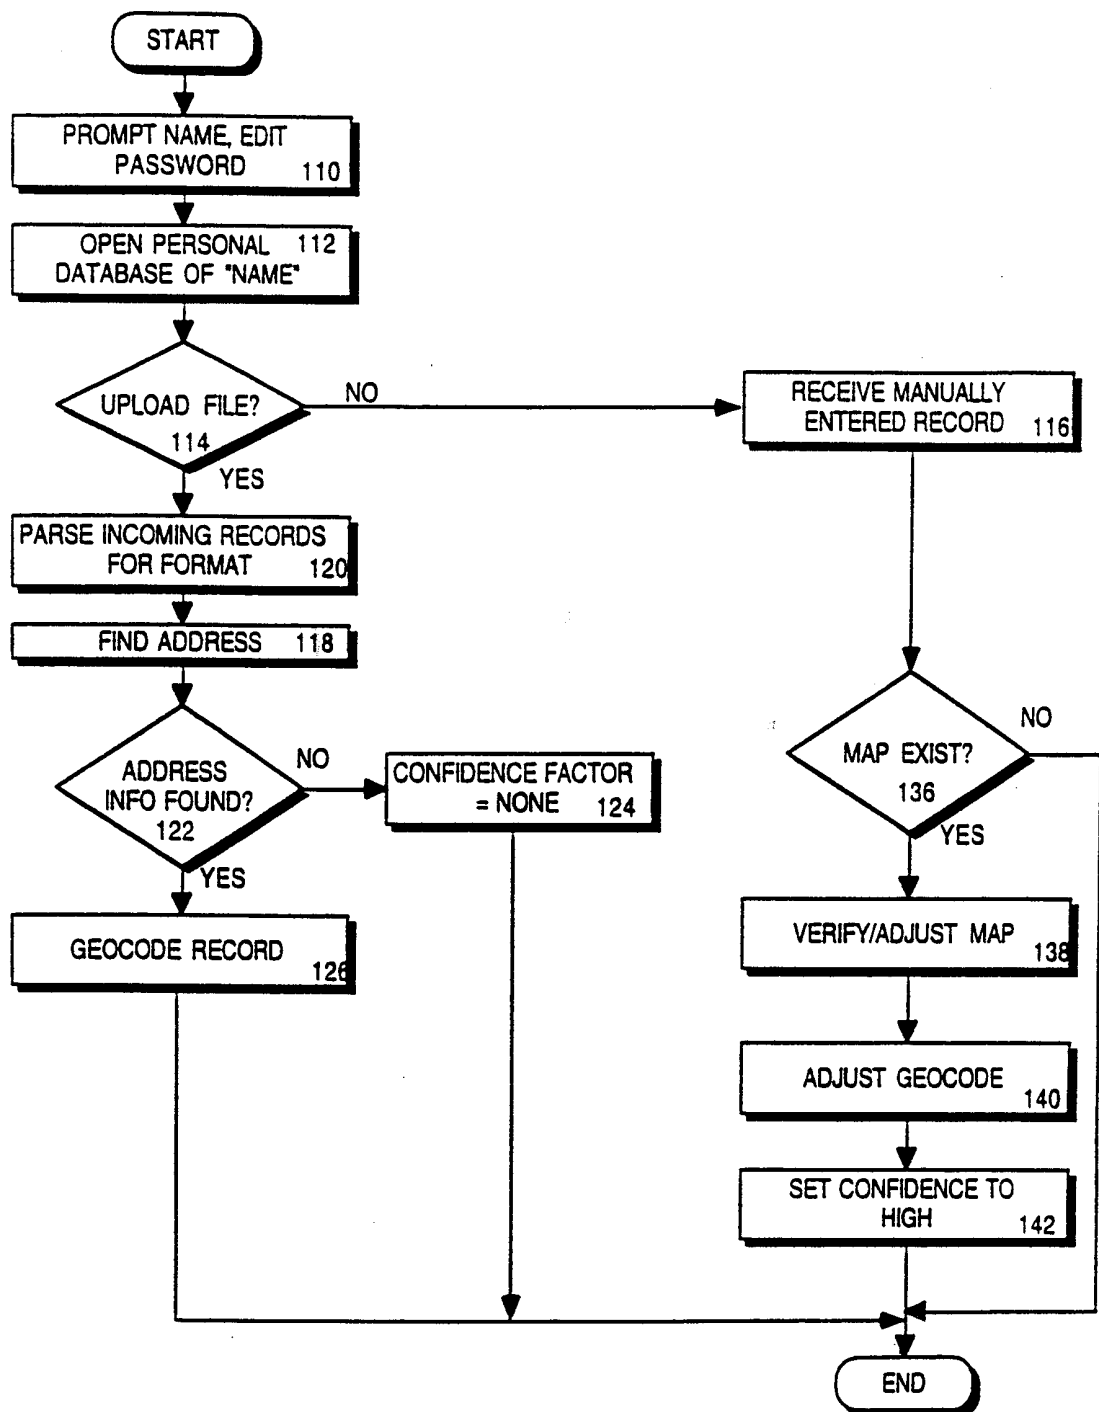 START
PROMPT NAME, EDIT
PASSWORD
110
OPEN PERSONAL 112
DATABASE OF "NAME"
UPLOAD FILE?
114
NO
YES
RECEIVE MANUALLY
ENTERED RECORD 116
PARSE INCOMING RECORDS
FOR FORMAT 120
FIND ADDRESS 118
ADDRESS
INFO FOUND?
122
NO
YES
CONFIDENCE FACTOR
= NONE 124
GEOCODE RECORD
126
MAP EXIST?
136
NO
YES
VERIFY/ADJUST MAP
138
ADJUST GEOCODE
140
SET CONFIDENCE TO
HIGH 142
END